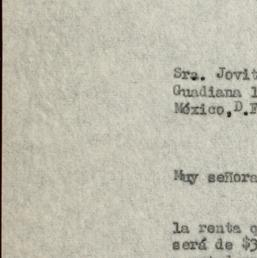 Sra. Jovit
Guadiana 1
México,D.F
Muy señora
la renta q
será de $3